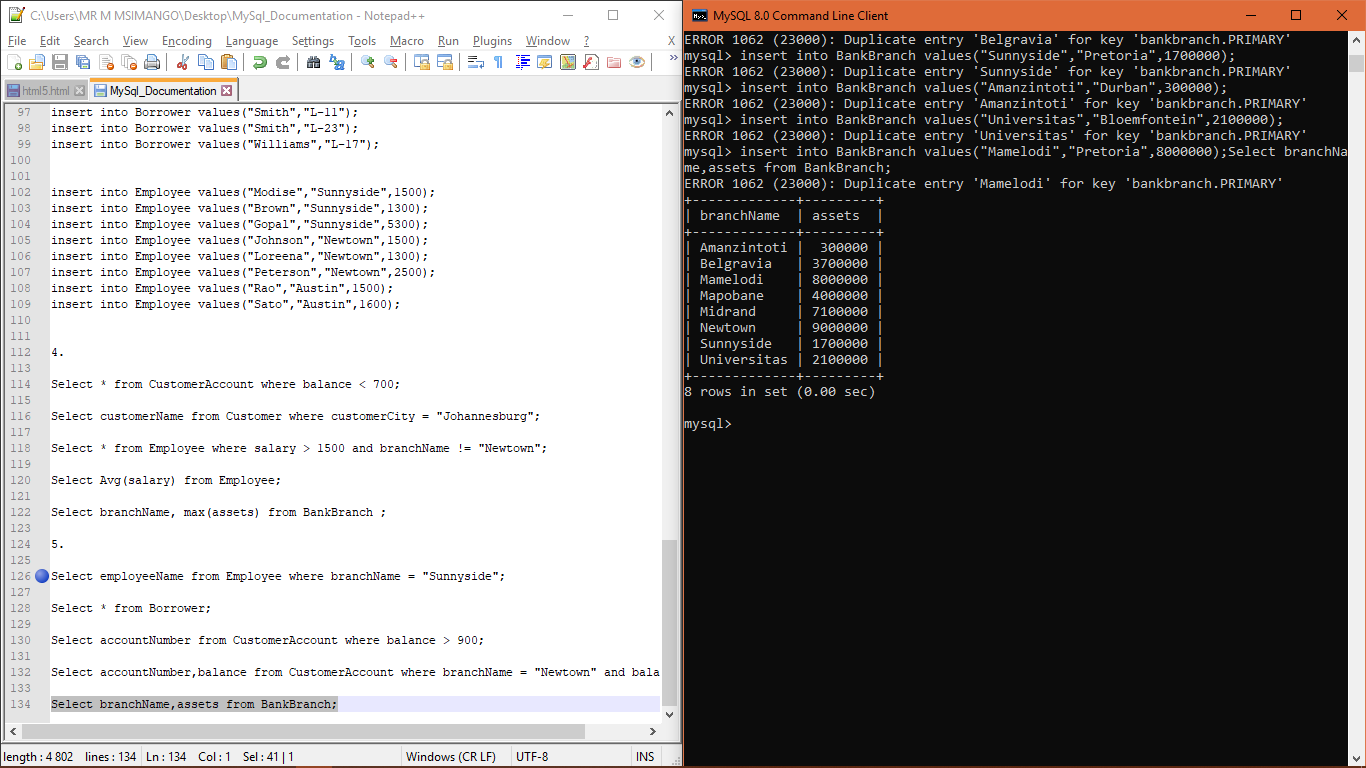 C:\Users\MR M MSIMANGO\Desktop\MySql_Documentation - Notepad++
File Edit Search View Encoding Language Settings Tools Macro Run Plugins Window ? X
html5.html MySql_Documentation
97 insert into Borrower values("Smith","L-11");
98 insert into Borrower values("Smith","L-23");
99 insert into Borrower values("Williams","L-17");
100
101
102 insert into Employee values("Modise","Sunnyside",1500);
103 insert into Employee values("Brown","Sunnyside",1300);
104 insert into Employee values("Gopal","Sunnyside",5300);
105 insert into Employee values("Johnson","Newtown",1500);
106 insert into Employee values("Loreena","Newtown",1300);
107 insert into Employee values("Peterson","Newtown",2500);
108 insert into Employee values("Rao","Austin",1500);
109 insert into Employee values("Sato","Austin",1600);
110
111
112 4.
113
114 Select * from CustomerAccount where balance < 700;
115
116 Select customerName from Customer where customerCity = "Johannesburg";
117
118 Select * from Employee where salary > 1500 and branchName != "Newtown";
119
120 Select Avg(salary) from Employee;
121
122 Select branchName, max(assets) from BankBranch ;
123
124 5.
125
126 Select employeeName from Employee where branchName = "Sunnyside";
127
128 Select * from Borrower;
129
130 Select accountNumber from CustomerAccount where balance > 900;
131
132 Select accountNumber,balance from CustomerAccount where branchName = "Newtown" and bala
133
134 Select branchName,assets from BankBranch;
length : 4 802 lines : 134 Ln : 134 Col : 1 Sel : 41 | 1 Windows (CR LF) UTF-8 INS
MySQL 8.0 Command Line Client
ERROR 1062 (23000): Duplicate entry 'Belgravia' for key 'bankbranch.PRIMARY'
mysql> insert into BankBranch values("Sunnyside","Pretoria",1700000);
ERROR 1062 (23000): Duplicate entry 'Sunnyside' for key 'bankbranch.PRIMARY'
mysql> insert into BankBranch values("Amanzintoti","Durban",300000);
ERROR 1062 (23000): Duplicate entry 'Amanzintoti' for key 'bankbranch.PRIMARY'
mysql> insert into BankBranch values("Universitas","Bloemfontein",2100000);
ERROR 1062 (23000): Duplicate entry 'Universitas' for key 'bankbranch.PRIMARY'
mysql> insert into BankBranch values("Mamelodi","Pretoria",8000000);Select branchNa
me,assets from BankBranch;
ERROR 1062 (23000): Duplicate entry 'Mamelodi' for key 'bankbranch.PRIMARY'
+-------------+---------+
| branchName  | assets  |
+-------------+---------+
| Amanzintoti |  300000 |
| Belgravia   | 3700000 |
| Mamelodi    | 8000000 |
| Mapobane    | 4000000 |
| Midrand     | 7100000 |
| Newtown     | 9000000 |
| Sunnyside   | 1700000 |
| Universitas | 2100000 |
+-------------+---------+
8 rows in set (0.00 sec)
mysql>